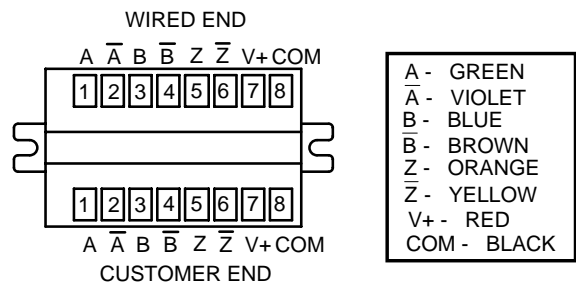 WIRED END
A A̅ B B̅ Z Z̅ V+ COM
1 2 3 4 5 6 7 8
1 2 3 4 5 6 7 8
A A̅ B B̅ Z Z̅ V+ COM
CUSTOMER END
A - GREEN
A̅ - VIOLET
B - BLUE
B̅ - BROWN
Z - ORANGE
Z̅ - YELLOW
V+ - RED
COM - BLACK